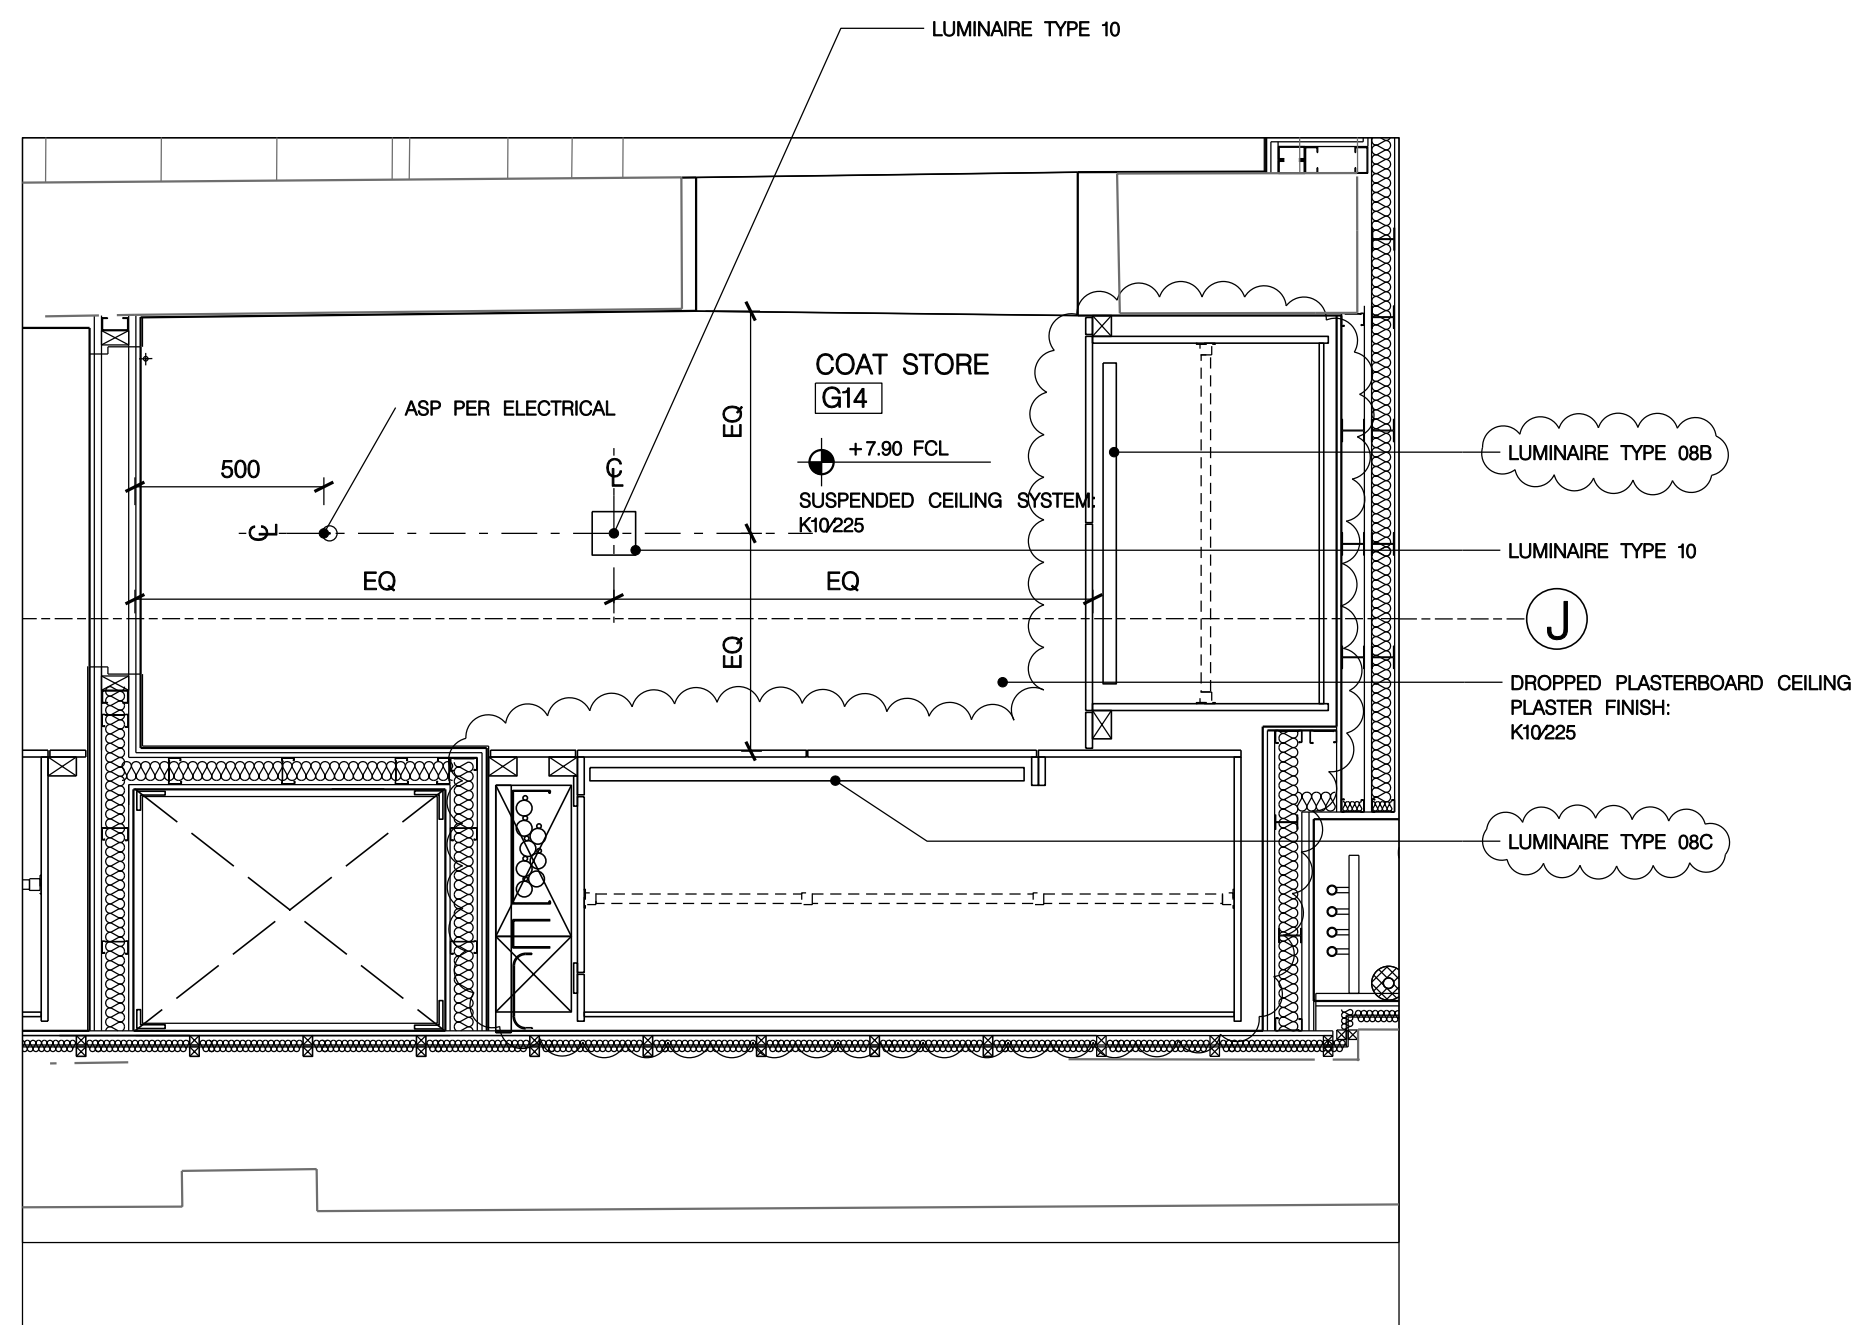 LUMINAIRE TYPE 10
COAT STORE
G14
ASP PER ELECTRICAL
EQ
+7.90 FCL
LUMINAIRE TYPE 08B
500
CL
SUSPENDED CEILING SYSTEM:
K10/225
CL
LUMINAIRE TYPE 10
EQ
EQ
J
EQ
DROPPED PLASTERBOARD CEILING
PLASTER FINISH:
K10/225
LUMINAIRE TYPE 08C